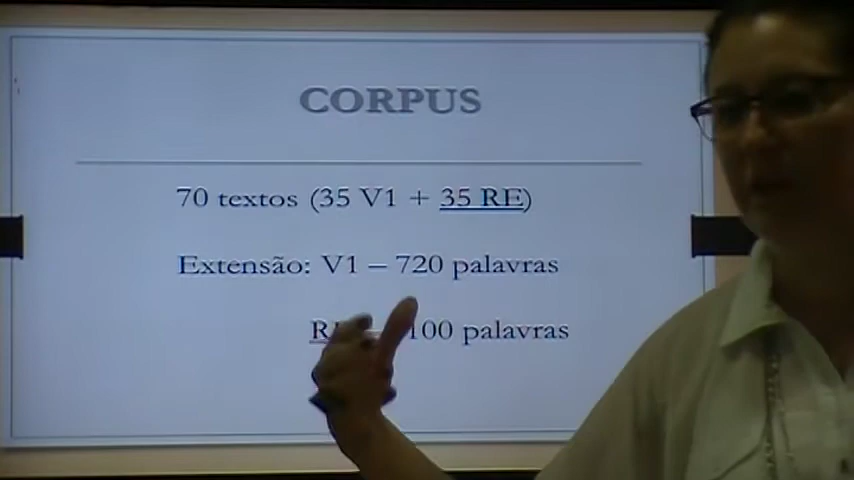 CORPUS
70 textos (35 V1 + 35 RE)
Extensão: V1 – 720 palavras
100 palavras